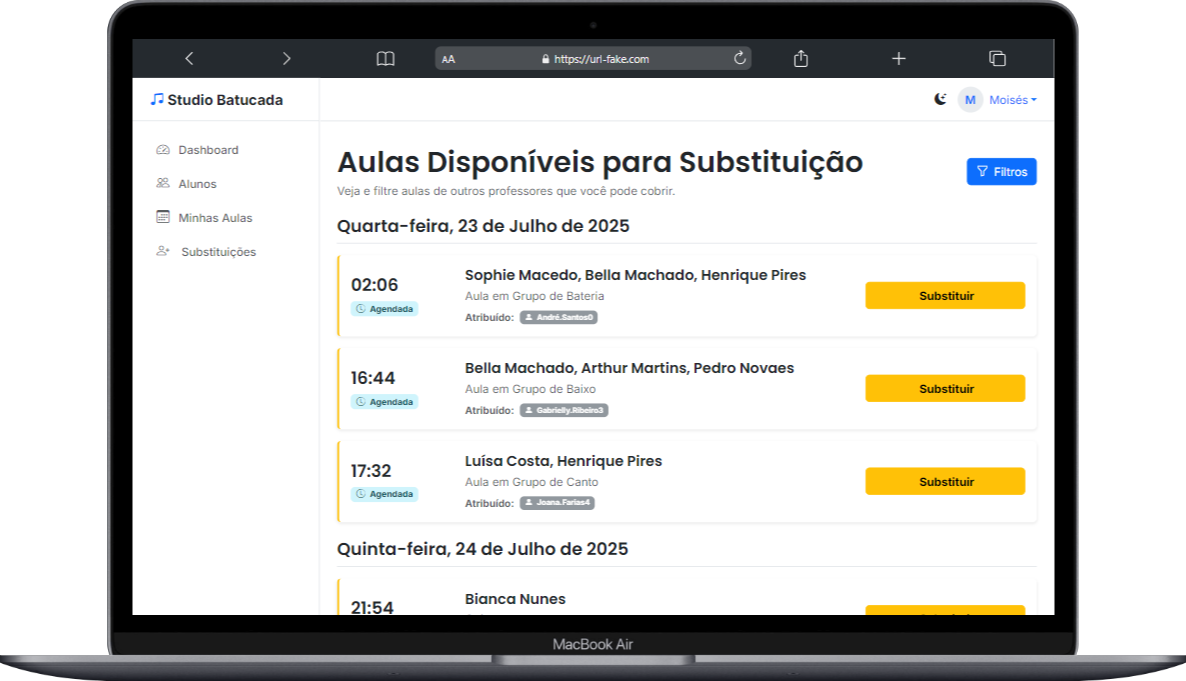 AA
https://url-fake.com
Studio Batucada
M
Moisés
Dashboard
Alunos
Minhas Aulas
Substituições
Aulas Disponíveis para Substituição
Filtros
Veja e filtre aulas de outros professores que você pode cobrir.
Quarta-feira, 23 de Julho de 2025
02:06
Agendada
Sophie Macedo, Bella Machado, Henrique Pires
Aula em Grupo de Bateria
Atribuído: André.Santos0
Substituir
16:44
Agendada
Bella Machado, Arthur Martins, Pedro Novaes
Aula em Grupo de Baixo
Atribuído: Gabrielly.Ribeiro3
Substituir
17:32
Agendada
Luísa Costa, Henrique Pires
Aula em Grupo de Canto
Atribuído: Joana.Farias4
Substituir
Quinta-feira, 24 de Julho de 2025
21:54
Bianca Nunes
MacBook Air